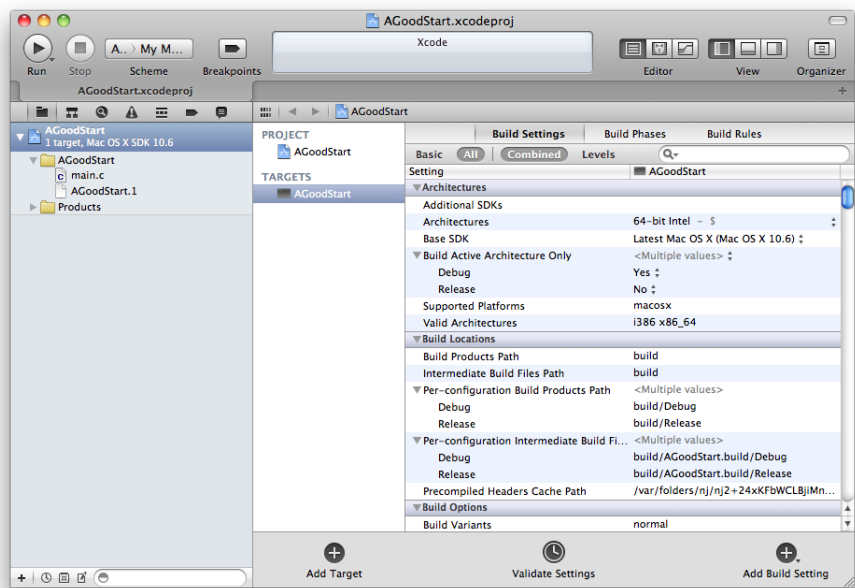 AGoodStart.xcodeproj
A.. My M...
Xcode
Run Stop Scheme Breakpoints Editor View Organizer
AGoodStart.xcodeproj
AGoodStart
AGoodStart
1 target, Mac OS X SDK 10.6
AGoodStart
main.c
AGoodStart.1
Products
PROJECT
AGoodStart
TARGETS
AGoodStart
Build Settings Build Phases Build Rules
Basic All Combined Levels
Setting AGoodStart
Architectures
Additional SDKs
Architectures 64-bit Intel – $
Base SDK Latest Mac OS X (Mac OS X 10.6)
Build Active Architecture Only <Multiple values>
Debug Yes
Release No
Supported Platforms macosx
Valid Architectures i386 x86_64
Build Locations
Build Products Path build
Intermediate Build Files Path build
Per-configuration Build Products Path <Multiple values>
Debug build/Debug
Release build/Release
Per-configuration Intermediate Build Fi... <Multiple values>
Debug build/AGoodStart.build/Debug
Release build/AGoodStart.build/Release
Precompiled Headers Cache Path /var/folders/nj/nj2+24xKFbWCLBjiMn...
Build Options
Build Variants normal
Add Target Validate Settings Add Build Setting